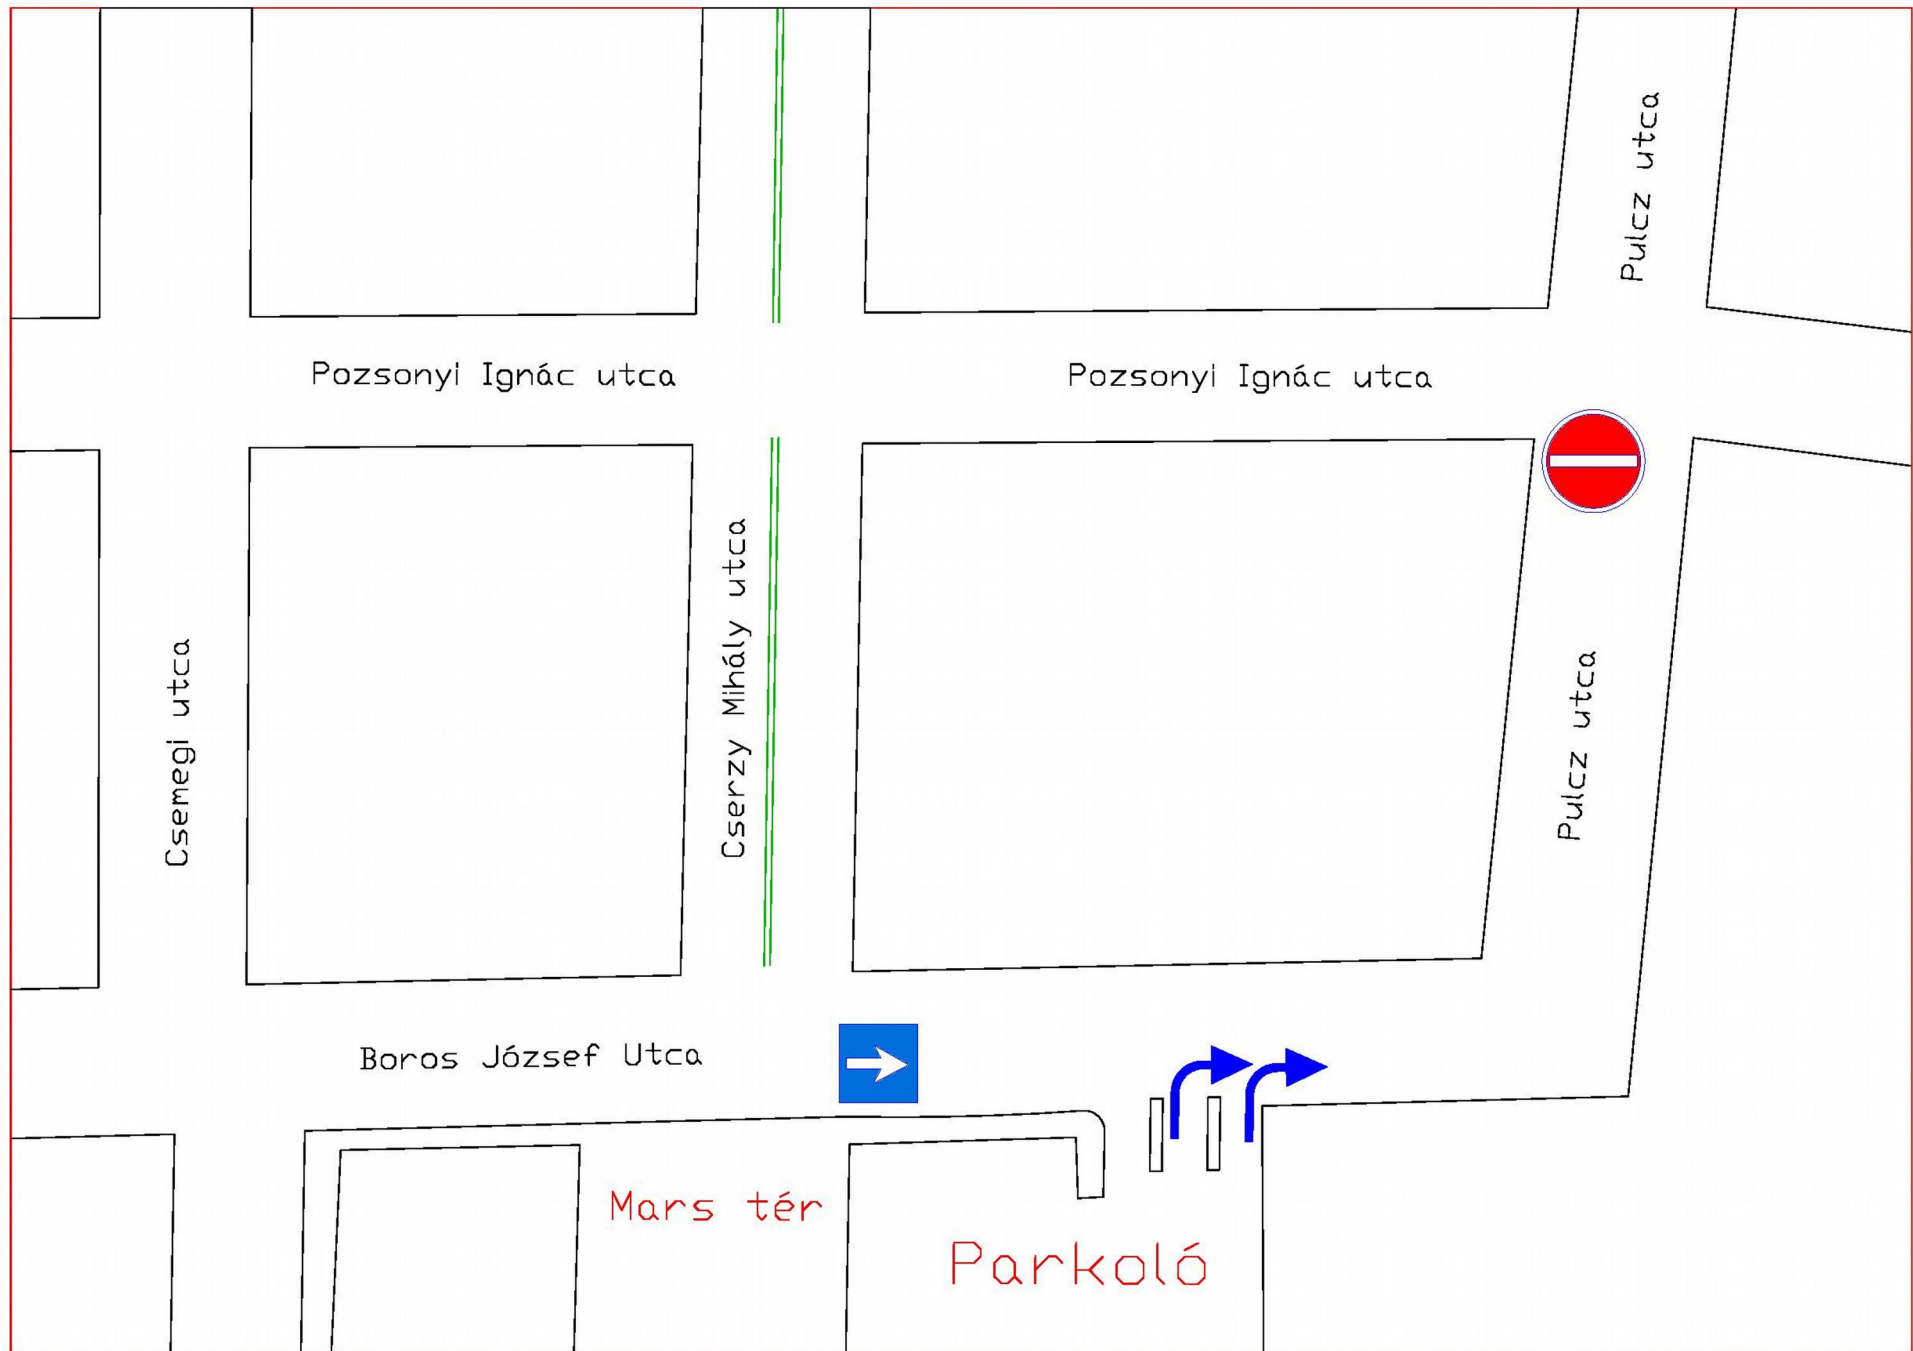 Pulcz utca
Pozsonyi Ignác utca
Pozsonyi Ignác utca
Csemegi utca
Cserzy Mihály utca
Pulcz utca
Boros József Utca
Mars tér
Parkoló